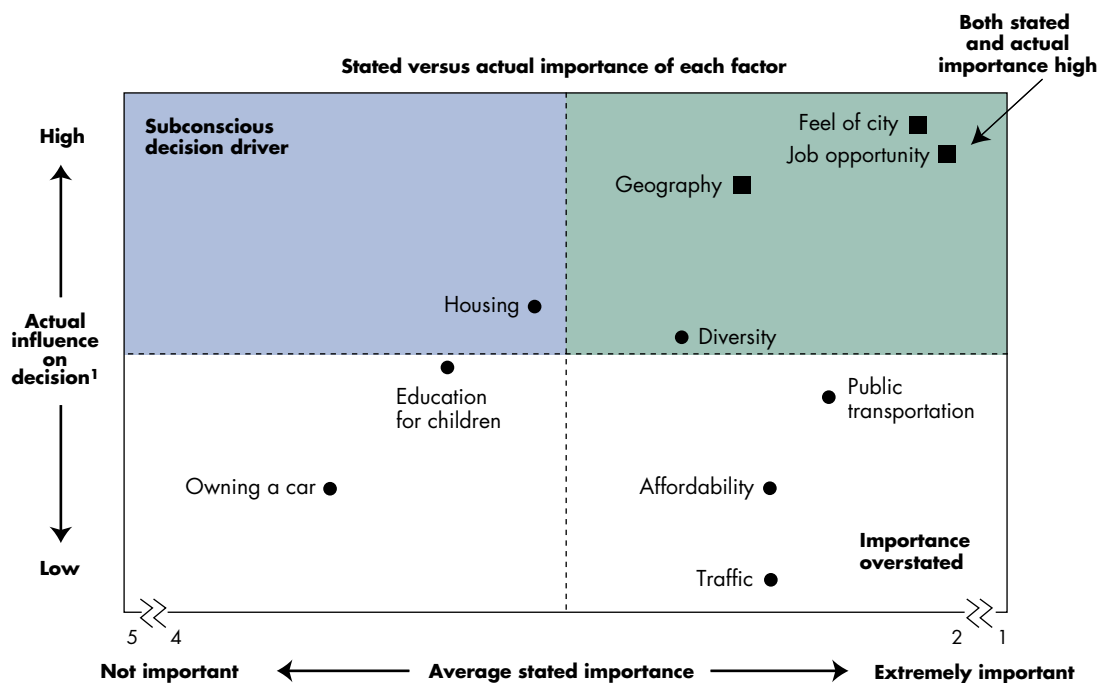 Both stated
and actual
importance high
Stated versus actual importance of each factor
High
Subconscious
decision driver
Feel of city
Job opportunity
Geography
Housing
Diversity
Actual
influence
on
decision¹
Education
for children
Public
transportation
Owning a car
Affordability
Importance
overstated
Low
Traffic
5 4 2 1
Not important Average stated importance Extremely important